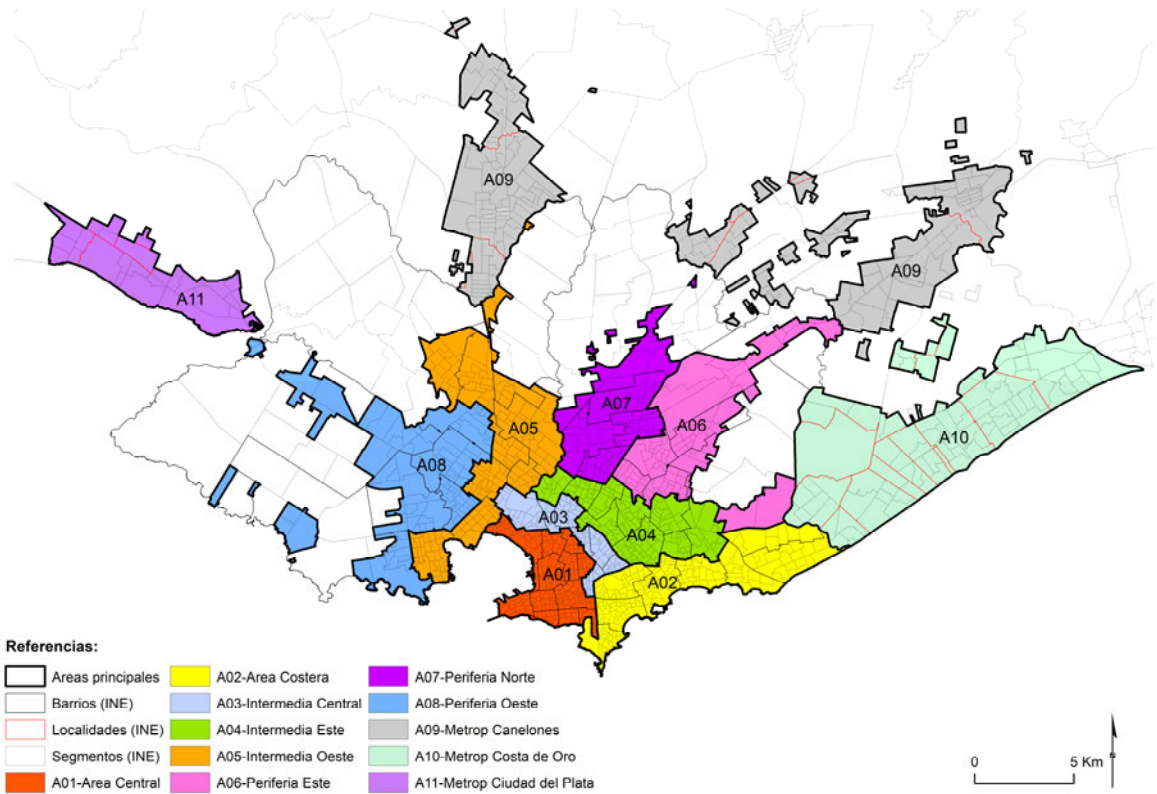 A09
A11
A09
A07
A05
A06
A10
A08
A03
A04
A01
A02
Referencias:
Areas principales
A02-Area Costera
A07-Periferia Norte
Barrios (INE)
A03-Intermedia Central
A08-Periferia Oeste
Localidades (INE)
A04-Intermedia Este
A09-Metrop Canelones
Segmentos (INE)
A05-Intermedia Oeste
A10-Metrop Costa de Oro
A01-Area Central
A06-Periferia Este
A11-Metrop Ciudad del Plata
0 5 Km